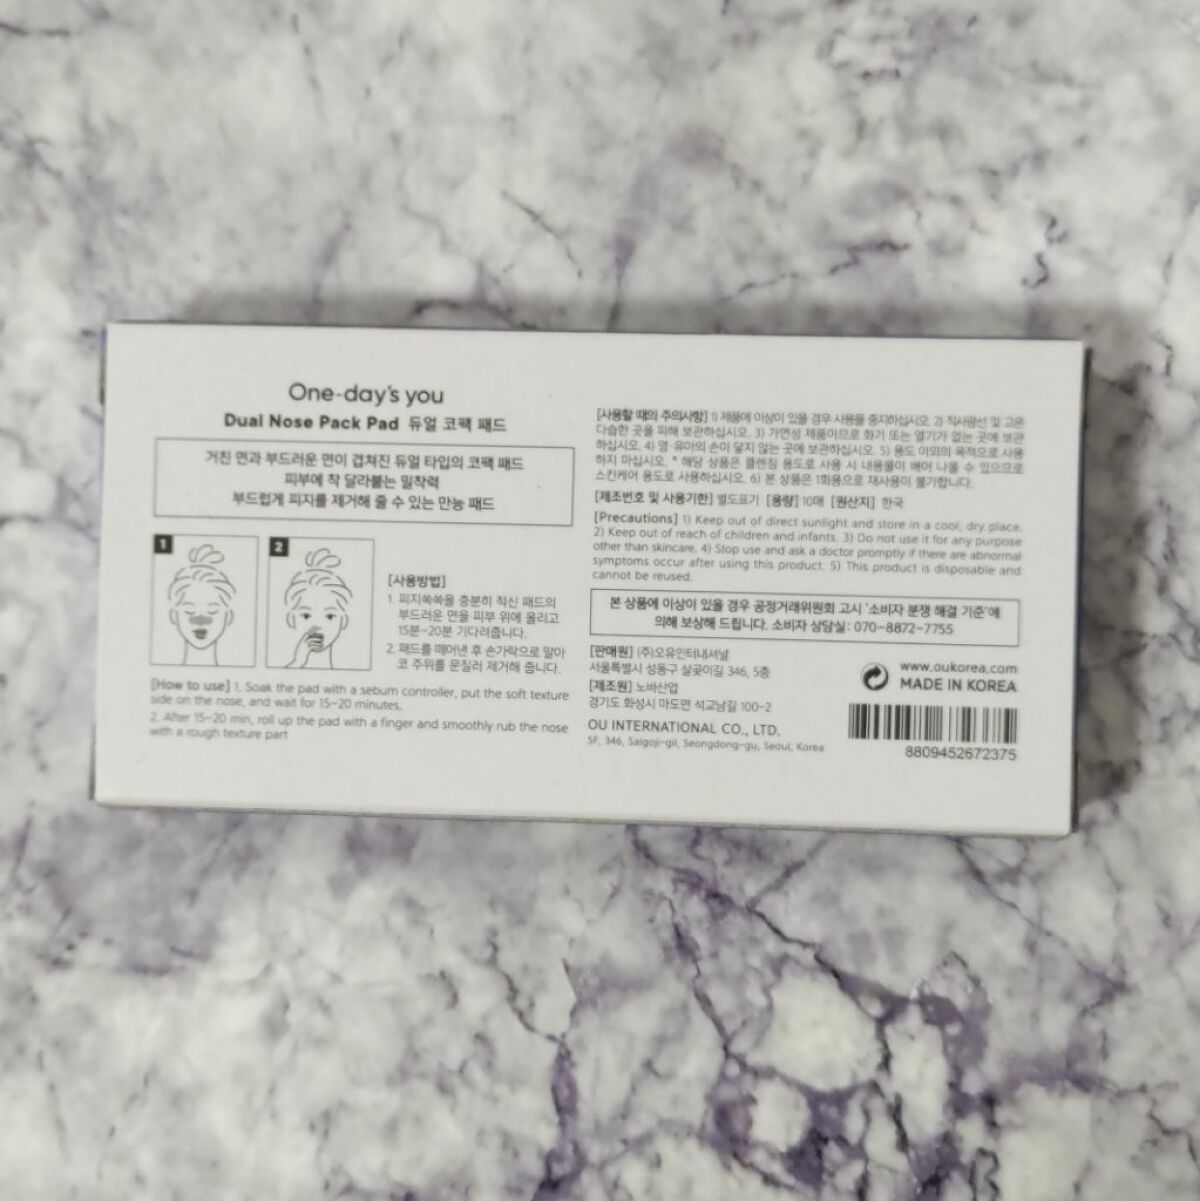 One-day's you
Dual Nose Pack Pad 듀얼 코팩 패드
거친 면과 부드러운 면이 겹쳐진 듀얼 타입의 코팩 패드
피부에 착 달라붙는 밀착력
부드럽게 피지를 제거해 줄 수 있는 만능 패드
1
2
[사용방법]
1. 피지쏙쏙을 충분히 적신 패드의
부드러운 면을 피부 위에 올리고
15분~20분 기다려줍니다.
2. 패드를 떼어낸 후 손가락으로 말아
코 주위를 문질러 제거해 줍니다.
[How to use] 1. Soak the pad with a sebum controller, put the soft texture
side on the nose, and wait for 15~20 minutes.
2. After 15~20 min, roll up the pad with a finger and smoothly rub the nose
with a rough texture part
[사용할 때의 주의사항] 1) 제품에 이상이 있을 경우 사용을 중지하십시오. 2) 직사광선 및 고온
다습한 곳을 피해 보관하십시오. 3) 가연성 제품이므로 화기 또는 열기가 없는 곳에 보관
하십시오. 4) 영·유아의 손이 닿지 않는 곳에 보관하십시오. 5) 용도 이외의 목적으로 사용
하지 마십시오. * 해당 상품은 클렌징 용도로 사용 시 내용물이 배어 나올 수 있으므로
스킨케어 용도로 사용하십시오. 6) 본 상품은 1회용으로 재사용이 불가합니다.
[제조번호 및 사용기한] 별도표기 [용량] 10매 [원산지] 한국
[Precautions] 1) Keep out of direct sunlight and store in a cool, dry place.
2) Keep out of reach of children and infants. 3) Do not use it for any purpose
other than skincare. 4) Stop use and ask a doctor promptly if there are abnormal
symptoms occur after using this product. 5) This product is disposable and
cannot be reused.
본 상품에 이상이 있을 경우 공정거래위원회 고시 '소비자 분쟁 해결 기준'에
의해 보상해 드립니다. 소비자 상담실 : 070-8872-7755
[판매원] (주)오유인터내셔널
서울특별시 성동구 살곶이길 346, 5층
[제조원] 노바산업
경기도 화성시 마도면 석교남길 100-2
OU INTERNATIONAL CO., LTD.
5F, 346, Salgoji-gil, Seongdong-gu, Seoul, Korea
www.oukorea.com
MADE IN KOREA
8809452672375